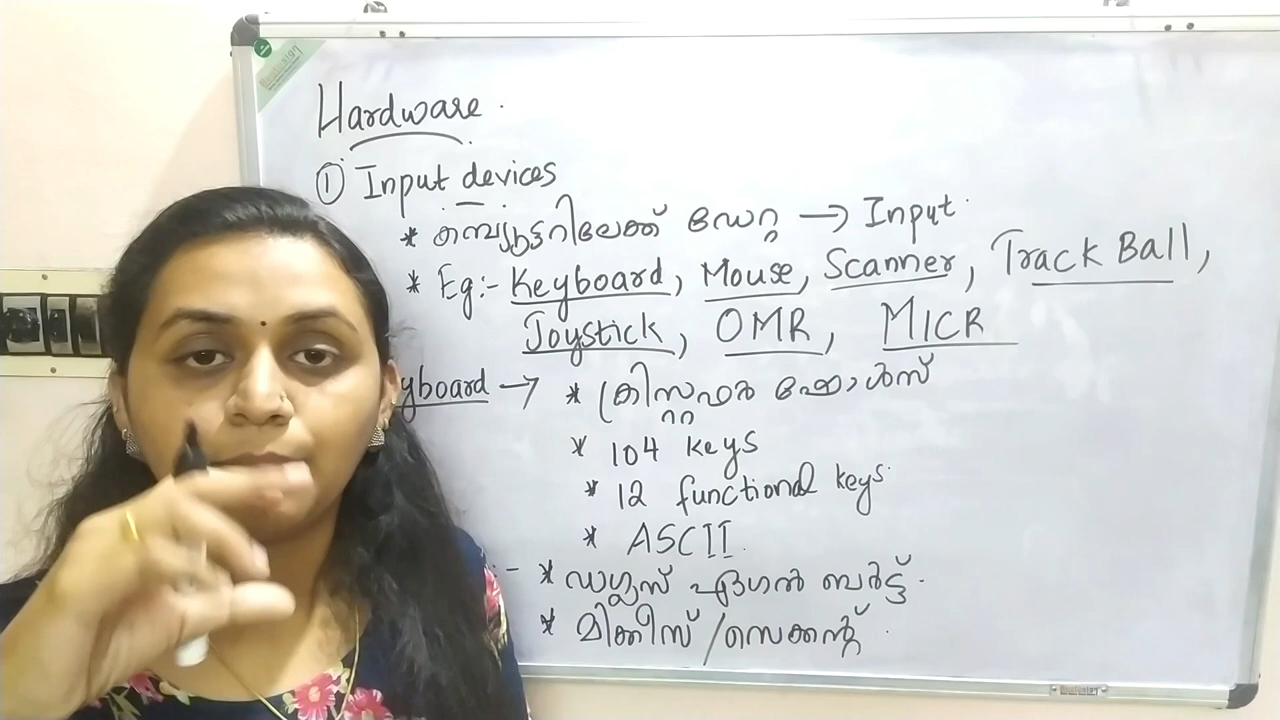 Hardware.
① Input devices
* കമ്പ്യൂട്ടറിലേക്ക് ഡേറ്റ → Input
* Eg:- Keyboard, Mouse, Scanner, Track Ball,
Joystick, OMR, MICR
yboard → * ക്രിസ്റ്റഫർ ഷോൾസ്
* 104 keys
* 12 functional keys
* ASCII
:- * ഡഗ്ലസ് ഏംഗൽ ബർട്ട്
* മിക്കീസ് / സെക്കന്റ്